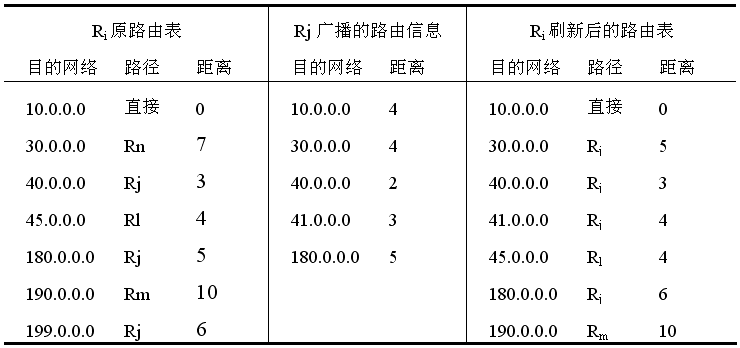 Ri原路由表 Rj广播的路由信息 Ri刷新后的路由表
目的网络 路径 距离 目的网络 距离 目的网络 路径 距离
10.0.0.0 直接 0 10.0.0.0 4 10.0.0.0 直接 0
30.0.0.0 Rn 7 30.0.0.0 4 30.0.0.0 Rj 5
40.0.0.0 Rj 3 40.0.0.0 2 40.0.0.0 Rj 3
45.0.0.0 Rl 4 41.0.0.0 3 41.0.0.0 Rj 4
180.0.0.0 Rj 5 180.0.0.0 5 45.0.0.0 Rl 4
190.0.0.0 Rm 10 180.0.0.0 Rj 6
199.0.0.0 Rj 6 190.0.0.0 Rm 10